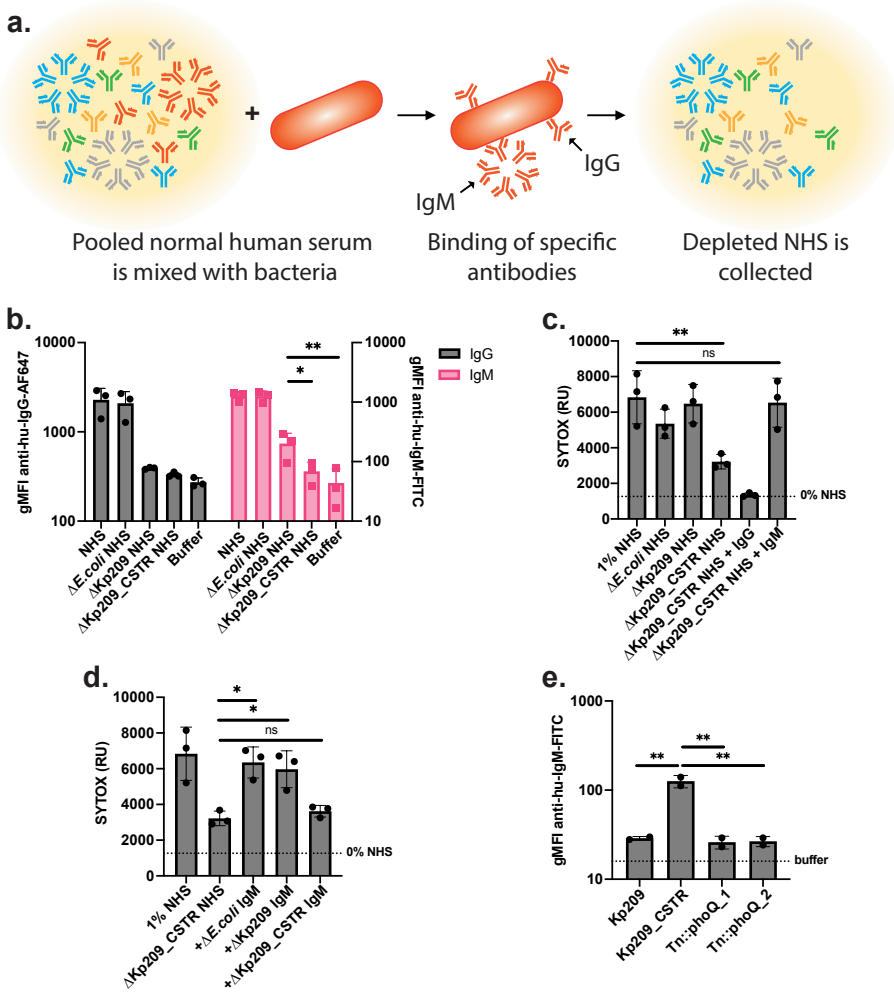 a.
+
IgM
IgG
Pooled normal human serum
is mixed with bacteria
Binding of specific
antibodies
Depleted NHS is
collected
b.
gMFI anti-hu-IgG-AF647
10000
1000
100
**
*
10000
1000
100
10
gMFI anti-hu-IgM-FITC
IgG
IgM
NHS
ΔE.coli NHS
ΔKp209 NHS
ΔKp209_CSTR NHS
Buffer
NHS
ΔE.coli NHS
ΔKp209 NHS
ΔKp209_CSTR NHS
Buffer
c.
SYTOX (RU)
10000
8000
6000
4000
2000
0
**
ns
0% NHS
1% NHS
ΔE.coli NHS
ΔKp209 NHS
ΔKp209_CSTR NHS
ΔKp209_CSTR NHS + IgG
ΔKp209_CSTR NHS + IgM
d.
SYTOX (RU)
10000
8000
6000
4000
2000
0
*
*
ns
0% NHS
1% NHS
ΔKp209_CSTR NHS
+ΔE.coli IgM
+ΔKp209 IgM
+ΔKp209_CSTR IgM
e.
gMFI anti-hu-IgM-FITC
1000
100
10
**
**
**
buffer
Kp209
Kp209_CSTR
Tn::phoQ_1
Tn::phoQ_2